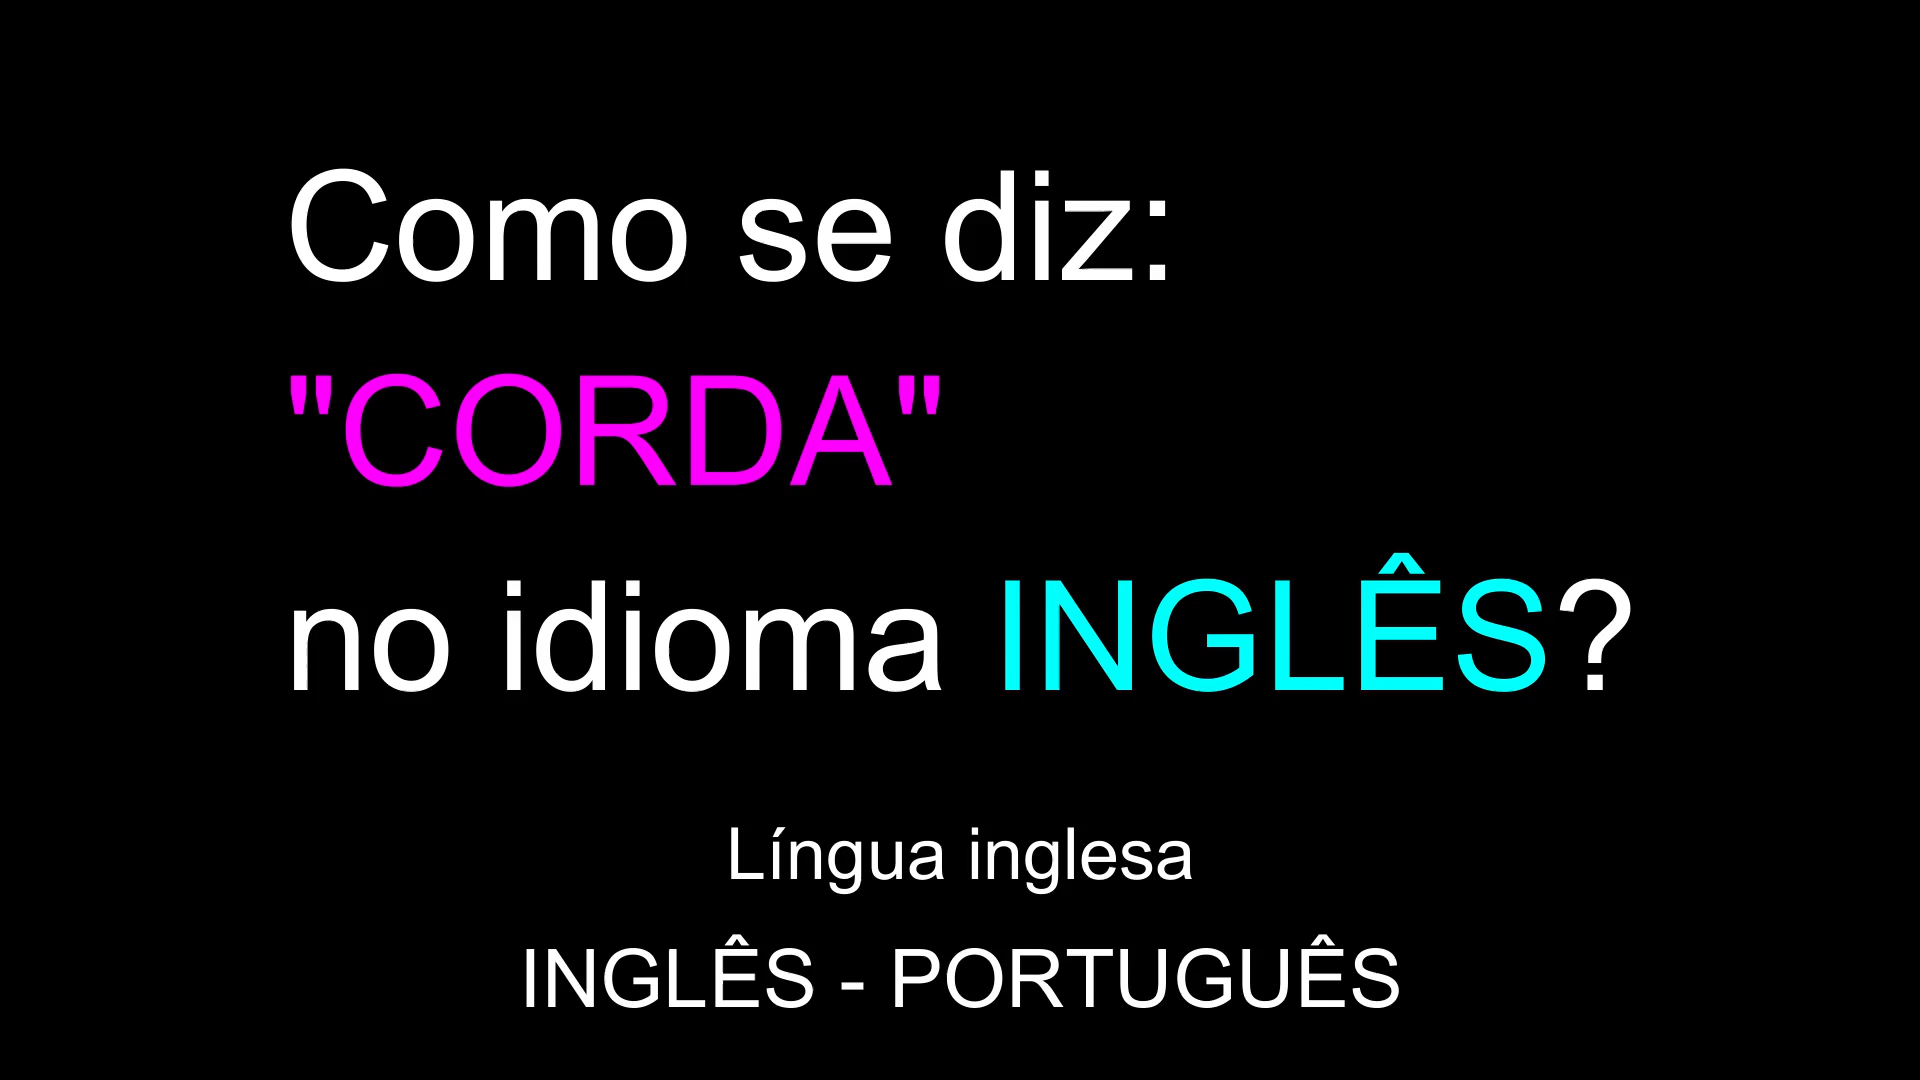 Como se diz:
"CORDA"
no idioma INGLÊS?
Língua inglesa
INGLÊS - PORTUGUÊS